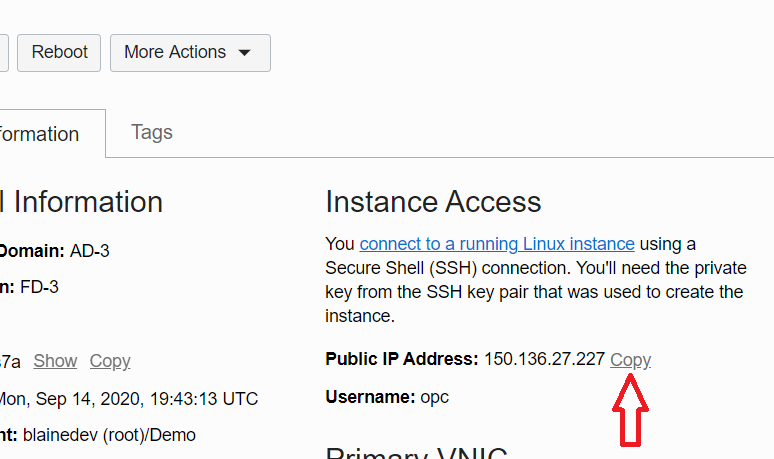 Reboot
More Actions
formation
Tags
l Information
Domain: AD-3
n: FD-3
s7a Show Copy
Mon, Sep 14, 2020, 19:43:13 UTC
nt: blainedev (root)/Demo
Instance Access
You connect to a running Linux instance using a
Secure Shell (SSH) connection. You'll need the private
key from the SSH key pair that was used to create the
instance.
Public IP Address: 150.136.27.227 Copy
Username: opc
Primary VNIC